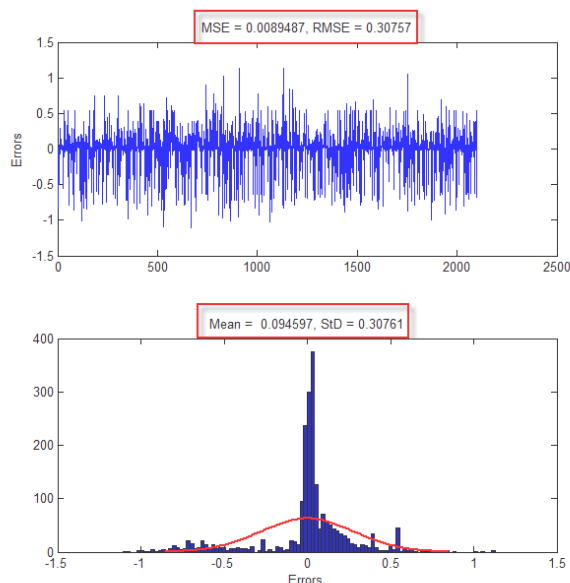 MSE = 0.0089487, RMSE = 0.30757
1.5
1
0.5
0
-0.5
-1
-1.5
Errors
0 500 1000 1500 2000 2500
Mean = 0.094597, StD = 0.30761
400
300
200
100
0
Errors
-1.5 -1 -0.5 0 0.5 1 1.5
Errors